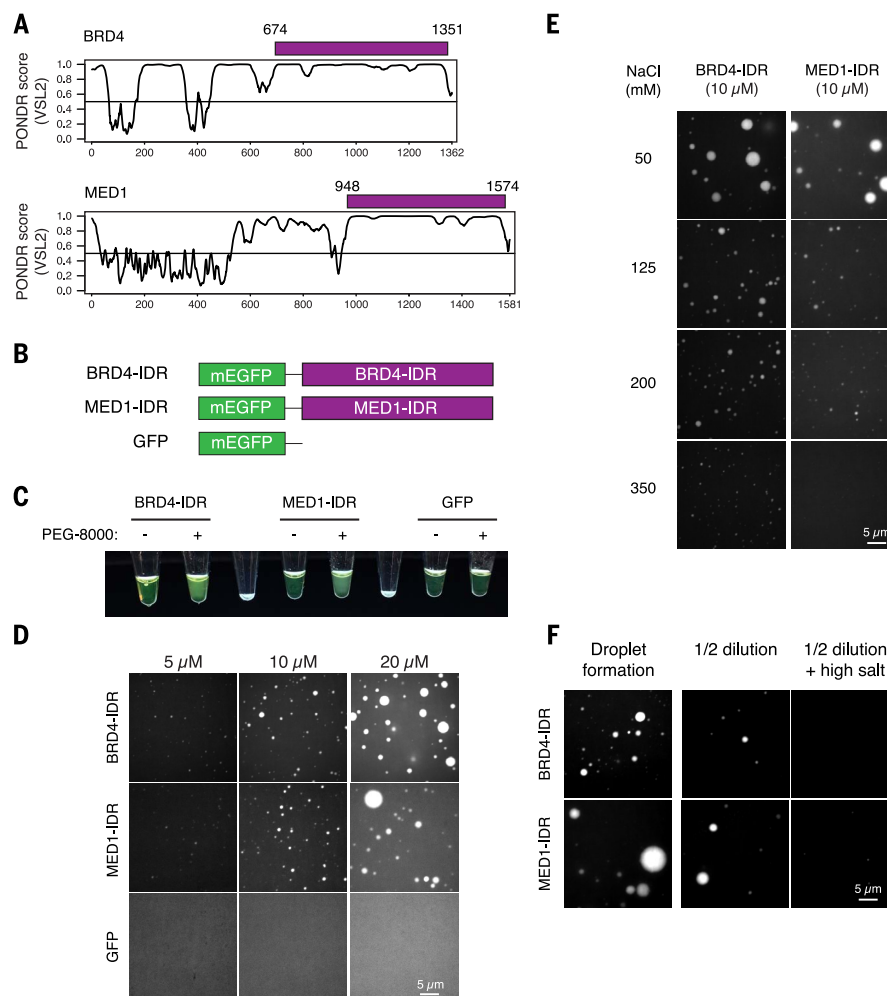 A
BRD4
674 1351
PONDR score
(VSL2)
1.0
0.8
0.6
0.4
0.2
0.0
0 200 400 600 800 1000 1200 1362
MED1
948 1574
PONDR score
(VSL2)
1.0
0.8
0.6
0.4
0.2
0.0
0 200 400 600 800 1000 1200 1400 1581
B
BRD4-IDR mEGFP BRD4-IDR
MED1-IDR mEGFP MED1-IDR
GFP mEGFP
C
BRD4-IDR MED1-IDR GFP
PEG-8000: - + - + - +
D
5 µM 10 µM 20 µM
BRD4-IDR
MED1-IDR
GFP
5 µm
E
NaCl
(mM)
BRD4-IDR
(10 µM)
MED1-IDR
(10 µM)
50
125
200
350
5 µm
F
Droplet
formation
1/2 dilution
1/2 dilution
+ high salt
BRD4-IDR
MED1-IDR
5 µm